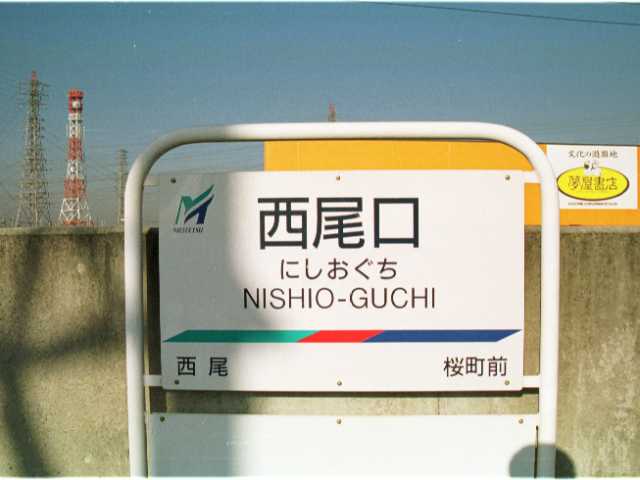 文化の遊園地
夢屋書店
MEITETSU
西尾口
にしおぐち
NISHIO-GUCHI
西尾
桜町前